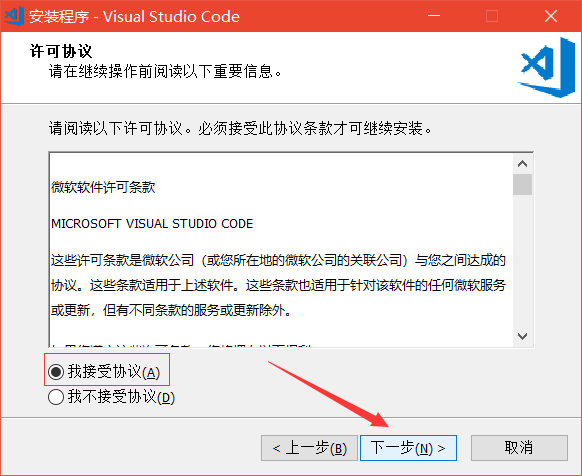 安装程序 - Visual Studio Code
许可协议
请在继续操作前阅读以下重要信息。
请阅读以下许可协议。必须接受此协议条款才可继续安装。
微软软件许可条款
MICROSOFT VISUAL STUDIO CODE
这些许可条款是微软公司（或您所在地的微软公司的关联公司）与您之间达成的
协议。这些条款适用于上述软件。这些条款也适用于针对该软件的任何微软服务
或更新，但有不同条款的服务或更新除外。
我接受协议(A)
我不接受协议(D)
< 上一步(B)
下一步(N) >
取消